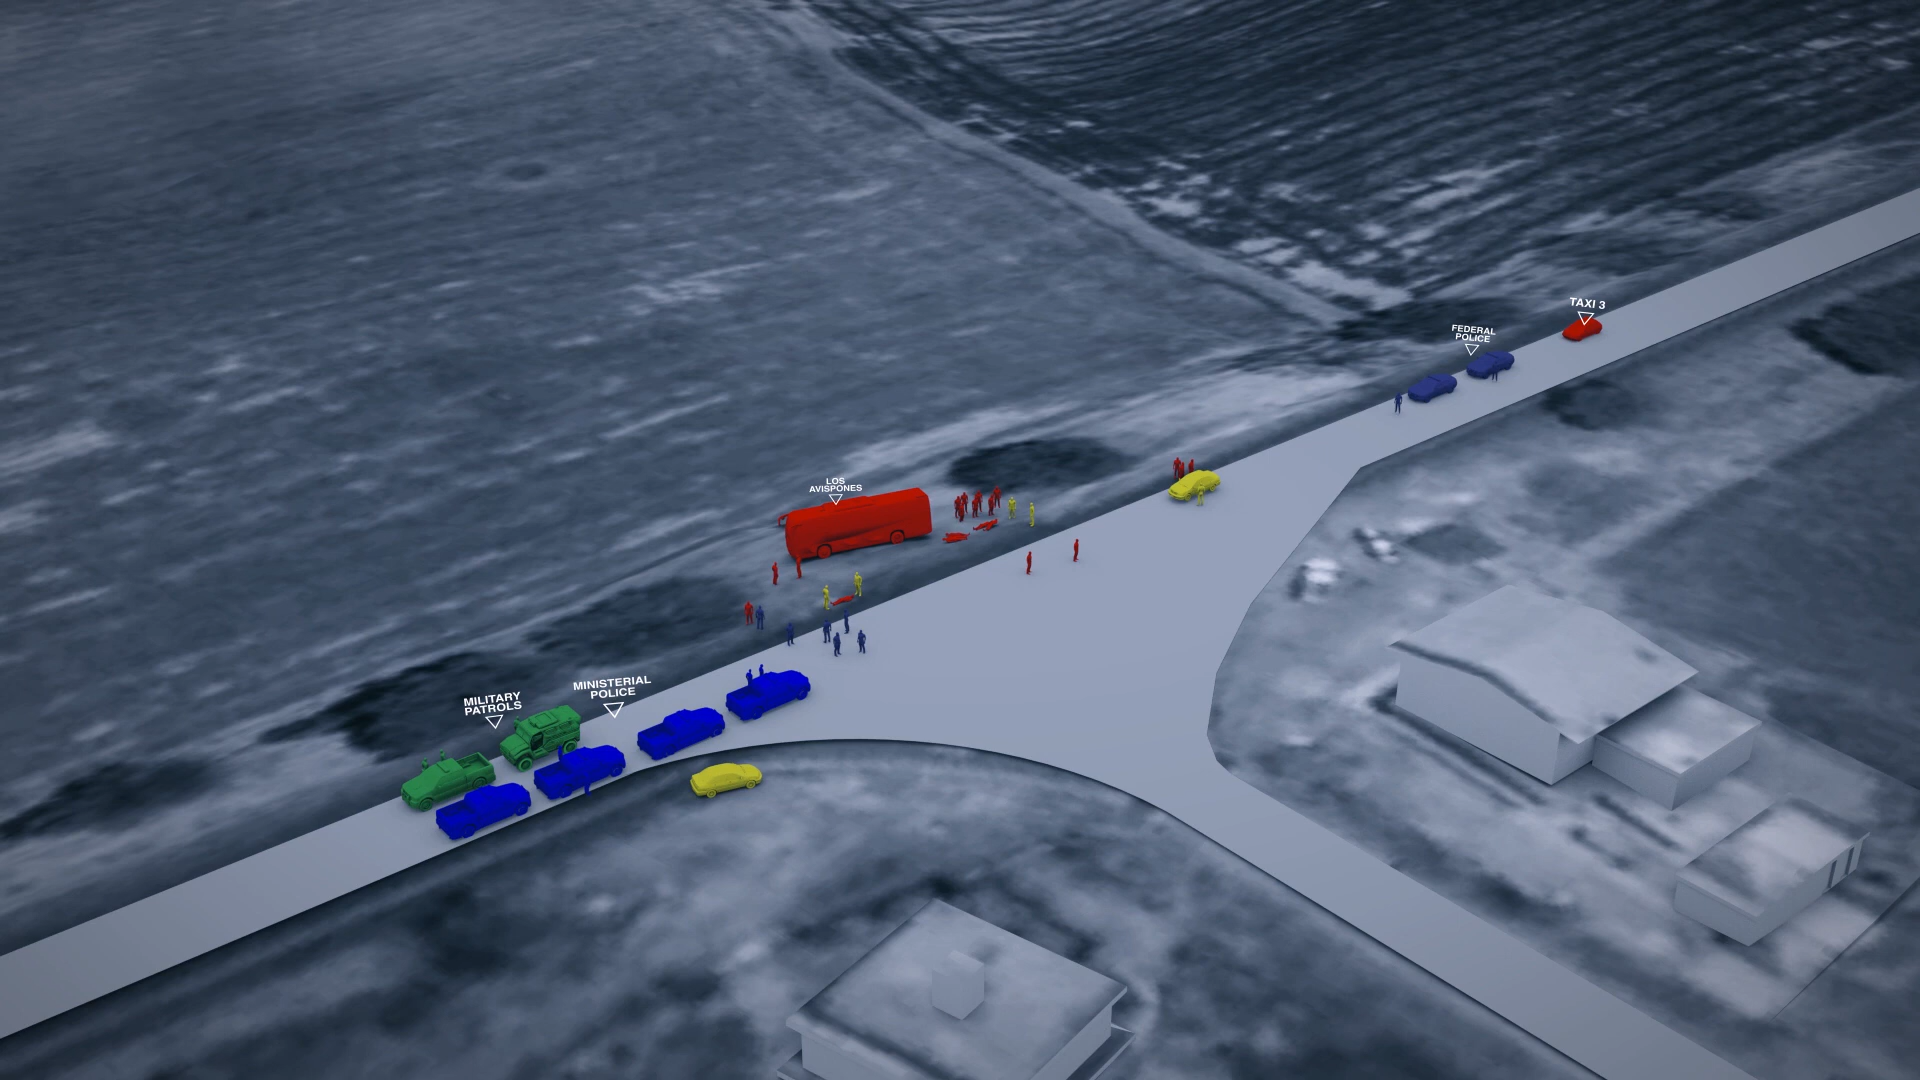 TAXI 3
FEDERAL
POLICE
LOS
AVISPONES
MINISTERIAL
POLICE
MILITARY
PATROLS